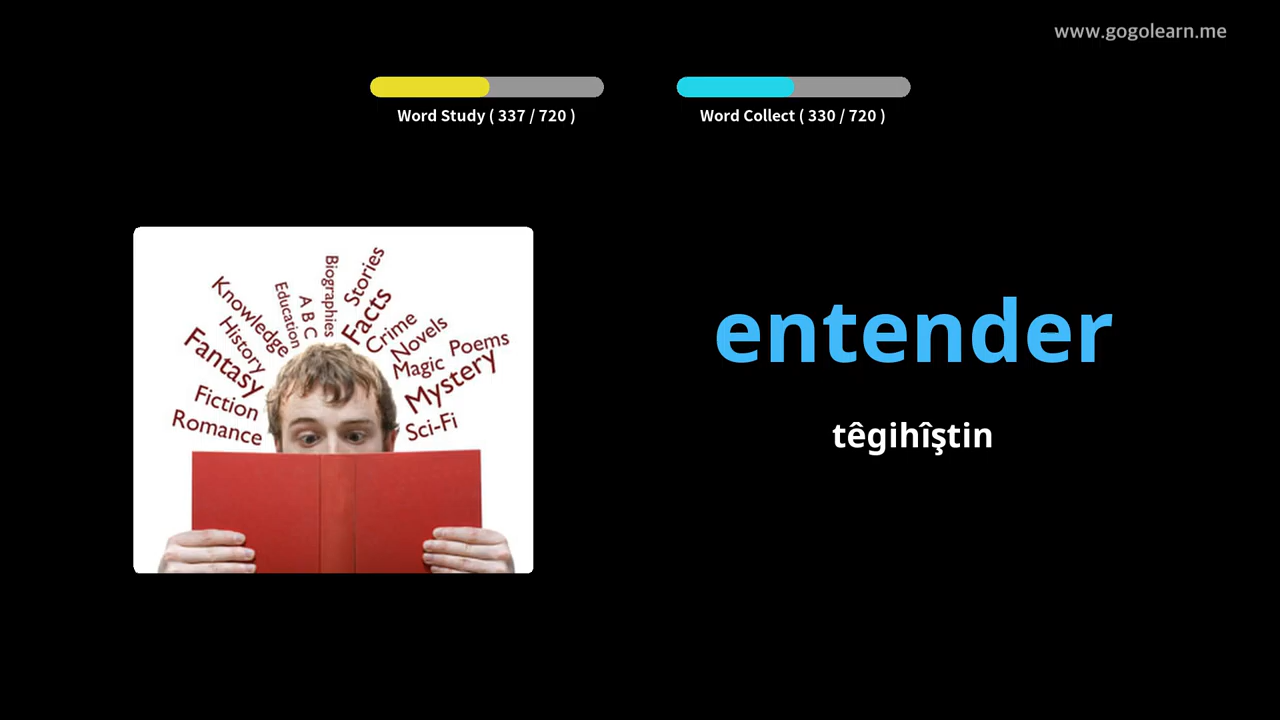 www.gogolearn.me
Word Study ( 337 / 720 )
Word Collect ( 330 / 720 )
Knowledge
Education
A B C
Biographies
Stories
Facts
Crime
Novels
Poems
Magic
Mystery
Sci-Fi
History
Fantasy
Fiction
Romance
entender
têgihîştin